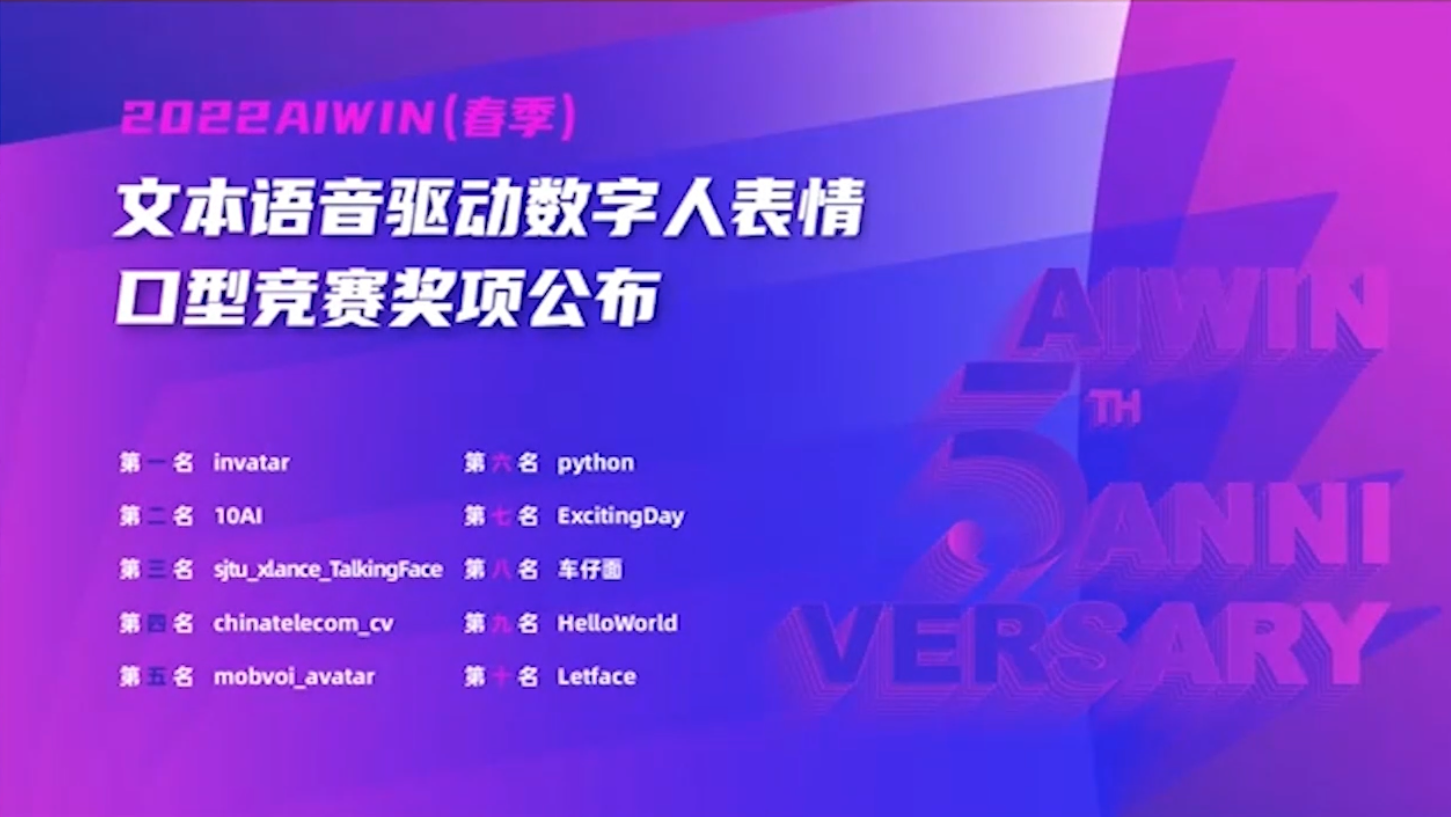 2022AIWIN(春季)
文本语音驱动数字人表情
口型竞赛奖项公布
第一名 invatar
第二名 10AI
第三名 sjtu_xlance_TalkingFace
第四名 chinatelecom_cv
第五名 mobvoi_avatar
第六名 python
第七名 ExcitingDay
第八名 车仔面
第九名 HelloWorld
第十名 Letface
AIWIN
5TH
ANNI
VERSARY